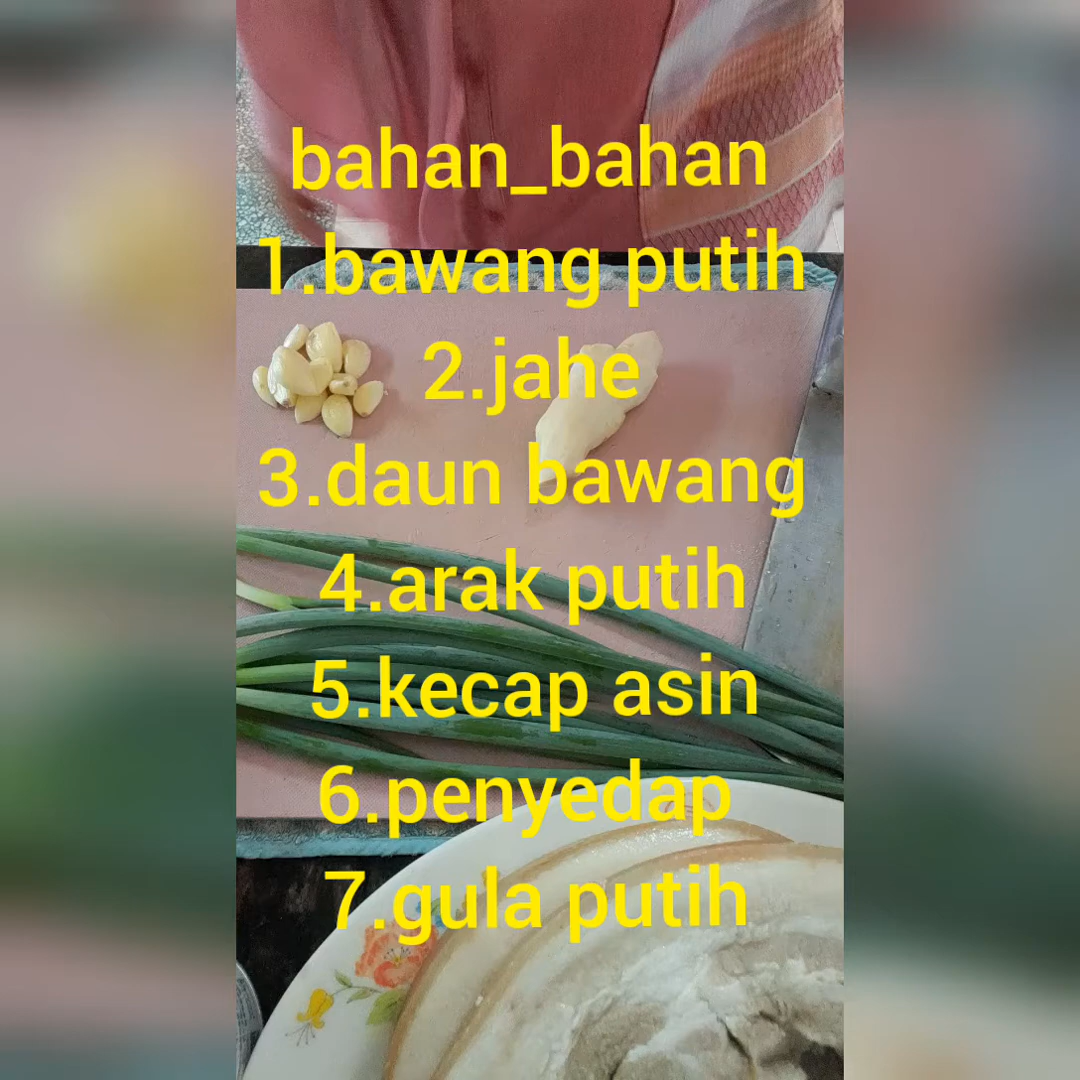 bahan_bahan
1.bawang putih
2.jahe
3.daun bawang
4.arak putih
5.kecap asin
6.penyedap
7.gula putih